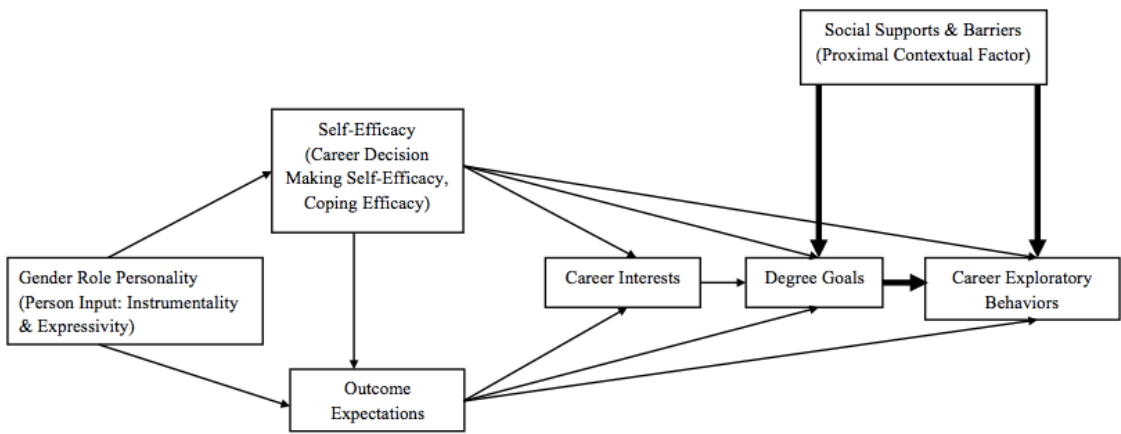 Social Supports & Barriers
(Proximal Contextual Factor)
Self-Efficacy
(Career Decision
Making Self-Efficacy,
Coping Efficacy)
Gender Role Personality
(Person Input: Instrumentality
& Expressivity)
Career Interests
Degree Goals
Career Exploratory
Behaviors
Outcome
Expectations